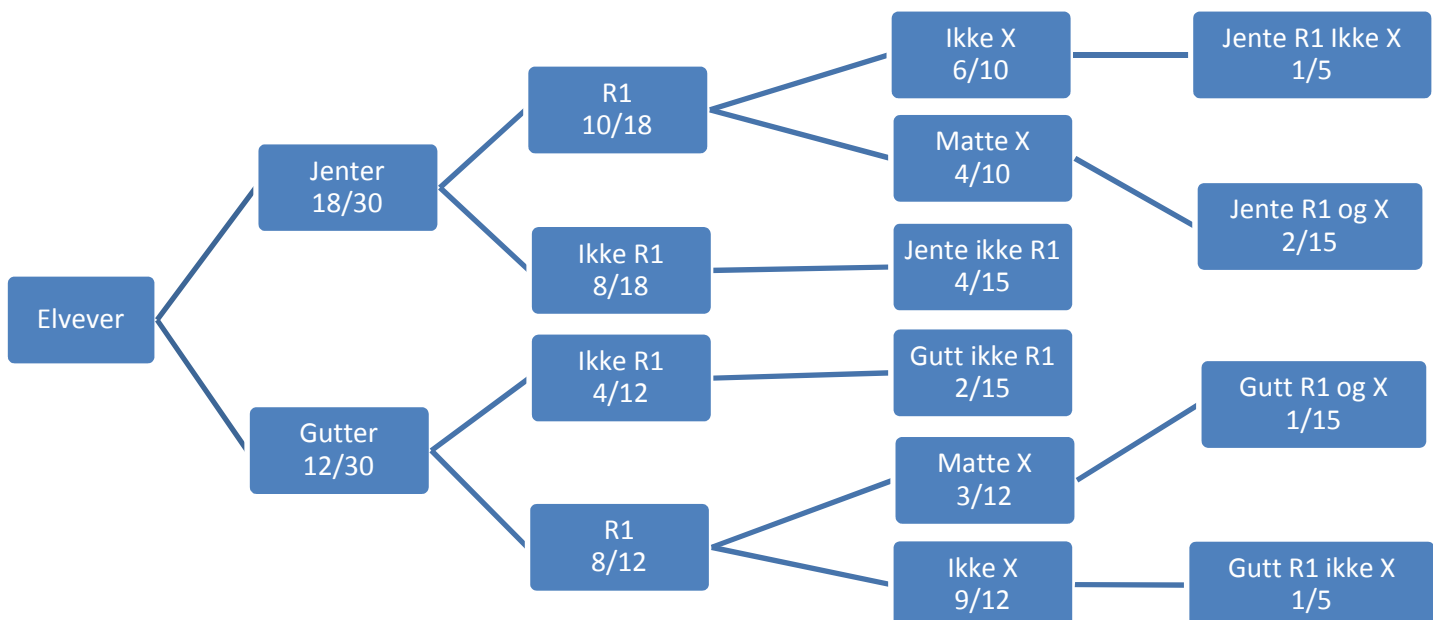 Elvever
Jenter
18/30
Gutter
12/30
R1
10/18
Ikke R1
8/18
Ikke R1
4/12
R1
8/12
Ikke X
6/10
Matte X
4/10
Jente ikke R1
4/15
Gutt ikke R1
2/15
Matte X
3/12
Ikke X
9/12
Jente R1 Ikke X
1/5
Jente R1 og X
2/15
Gutt R1 og X
1/15
Gutt R1 ikke X
1/5